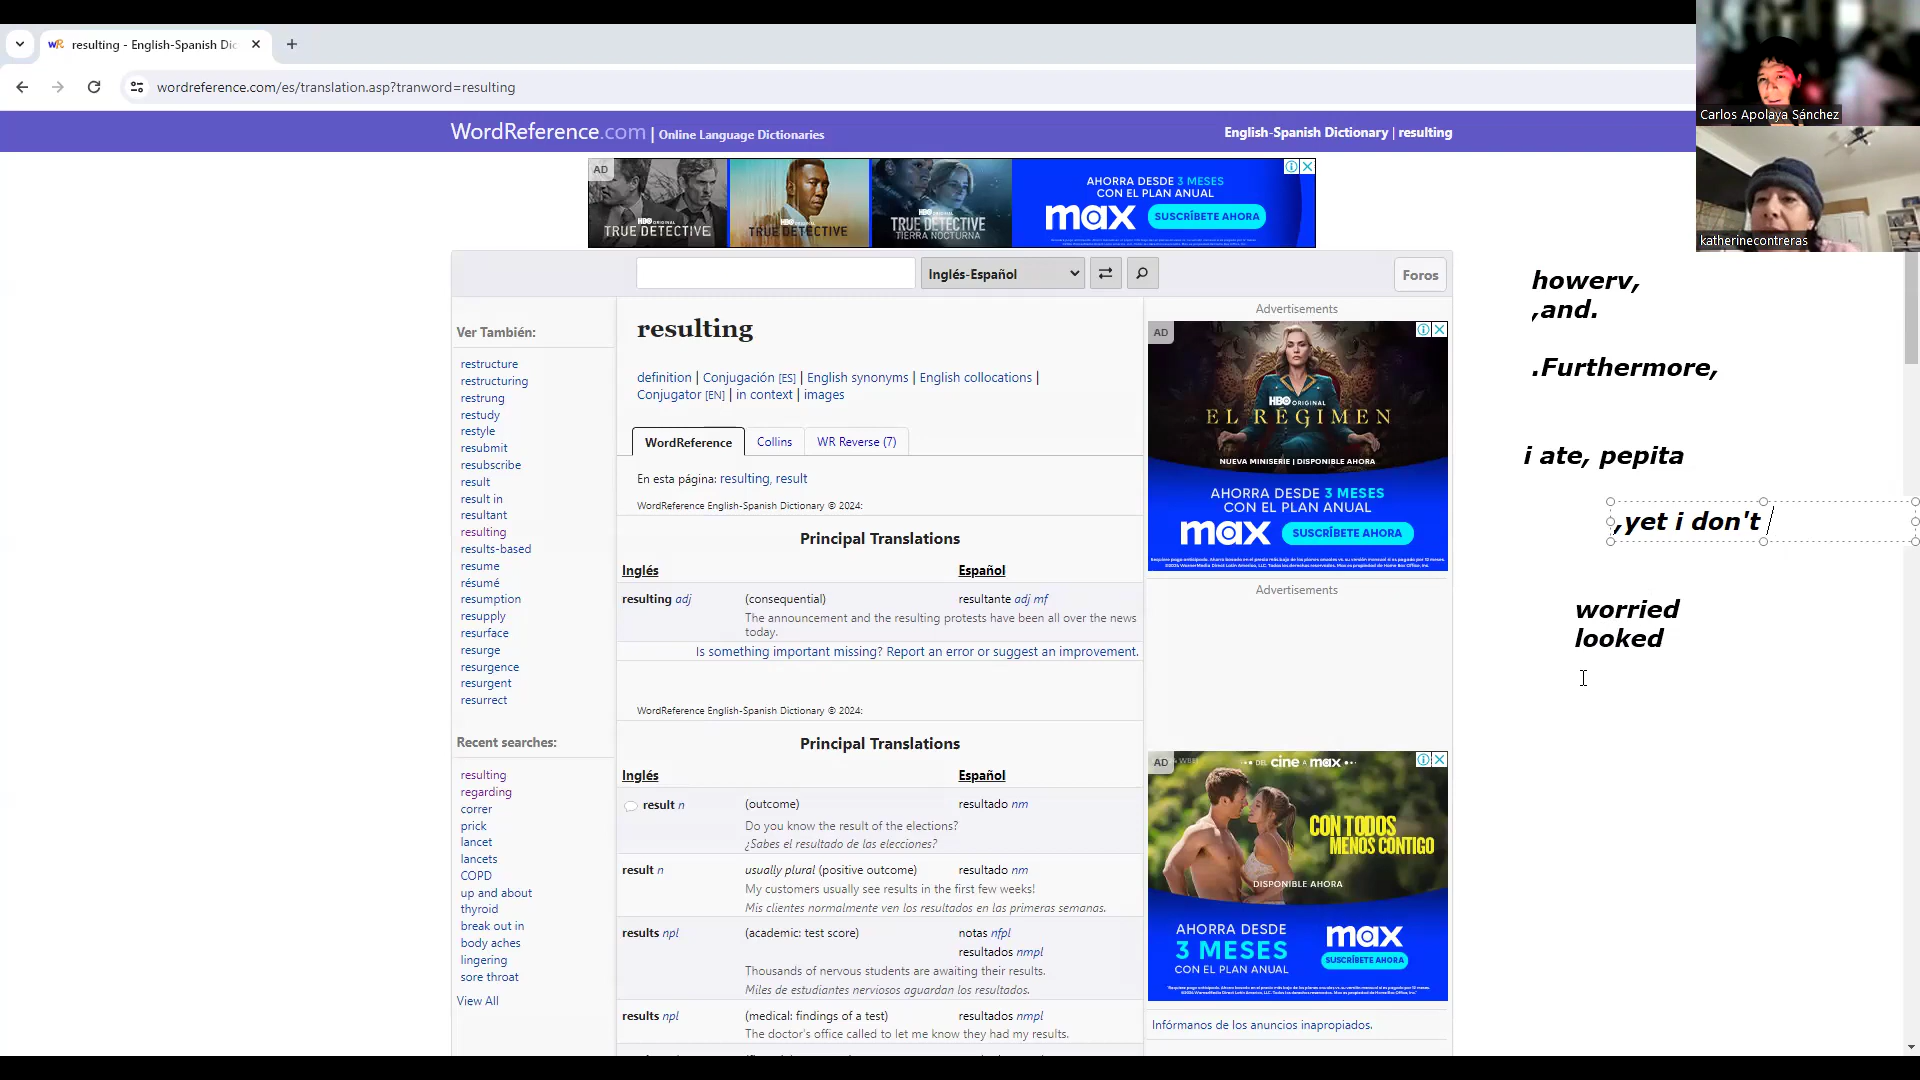 resulting - English-Spanish Dic
wordreference.com/es/translation.asp?tranword=resulting
WordReference.com | Online Language Dictionaries
English-Spanish Dictionary | resulting
Carlos Apolaya Sánchez
katherinecontreras
AD
HBO ORIGINAL
TRUE DETECTIVE
HBO ORIGINAL
TRUE DETECTIVE
HBO ORIGINAL
TRUE DETECTIVE
TIERRA NOCTURNA
AHORA DESDE 3 MESES
CON EL PLAN ANUAL
max
SUSCRÍBETE AHORA
Inglés-Español
Foros
Ver También:
restructure
restructuring
restrung
restudy
restyle
resubmit
resubscribe
result
result in
resultant
resulting
results-based
resume
résumé
resumption
resupply
resurface
resurge
resurgence
resurgent
resurrect
Recent searches:
resulting
regarding
correr
prick
lancet
lancets
COPD
up and about
thyroid
break out in
body aches
lingering
sore throat
View All
resulting
definition | Conjugación [ES] | English synonyms | English collocations |
Conjugator [EN] | in context | images
WordReference
Collins
WR Reverse (7)
En esta página: resulting, result
WordReference English-Spanish Dictionary © 2024:
Principal Translations
Inglés Español
resulting adj (consequential) resultante adj mf
The announcement and the resulting protests have been all over the news
today.
Is something important missing? Report an error or suggest an improvement.
WordReference English-Spanish Dictionary © 2024:
Principal Translations
Inglés Español
result n (outcome) resultado nm
Do you know the result of the elections?
¿Sabes el resultado de las elecciones?
result n usually plural (positive outcome) resultado nm
My customers usually see results in the first few weeks!
Mis clientes normalmente ven los resultados en las primeras semanas.
results npl (academic: test score) notas nfpl
resultados nmpl
Thousands of nervous students are awaiting their results.
Miles de estudiantes nerviosos aguardan los resultados.
results npl (medical: findings of a test) resultados nmpl
The doctor's office called to let me know they had my results.
Advertisements
AD
HBO ORIGINAL
EL RÉGIMEN
NUEVA MINISERIE | DISPONIBLE AHORA
AHORRA DESDE 3 MESES
CON EL PLAN ANUAL
max
SUSCRÍBETE AHORA
Advertisements
AD
DEL cine A max
CON TODOS
MENOS CONTIGO
DISPONIBLE AHORA
AHORRA DESDE
3 MESES
CON EL PLAN ANUAL
max
SUSCRÍBETE AHORA
Infórmanos de los anuncios inapropiados.
howerv,
,and.
.Furthermore,
i ate, pepita
,yet i don't
worried
looked